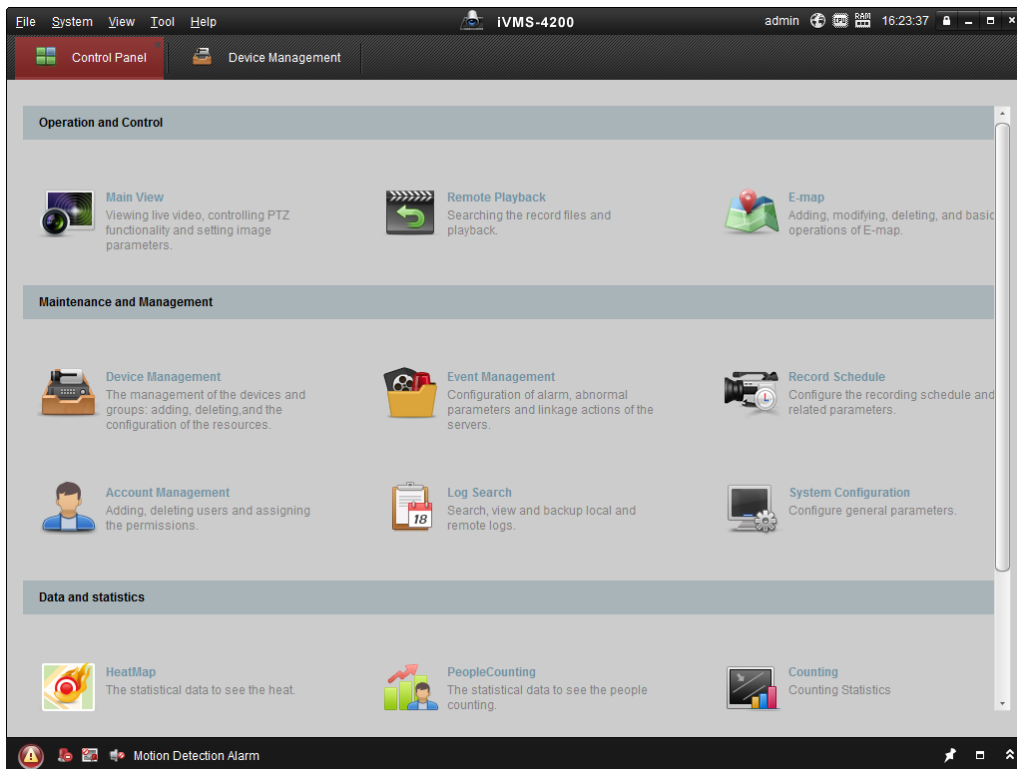 File System View Tool Help iVMS-4200 admin CPU RAM 16:23:37
Control Panel Device Management
Operation and Control
Main View
Viewing live video, controlling PTZ
functionality and setting image
parameters.
Remote Playback
Searching the record files and
playback.
E-map
Adding, modifying, deleting, and basic
operations of E-map.
Maintenance and Management
Device Management
The management of the devices and
groups: adding, deleting,and the
configuration of the resources.
Event Management
Configuration of alarm, abnormal
parameters and linkage actions of the
servers.
Record Schedule
Configure the recording schedule and
related parameters.
Account Management
Adding, deleting users and assigning
the permissions.
18
Log Search
Search, view and backup local and
remote logs.
System Configuration
Configure general parameters.
Data and statistics
HeatMap
The statistical data to see the heat.
PeopleCounting
The statistical data to see the people
counting.
Counting
Counting Statistics
Motion Detection Alarm